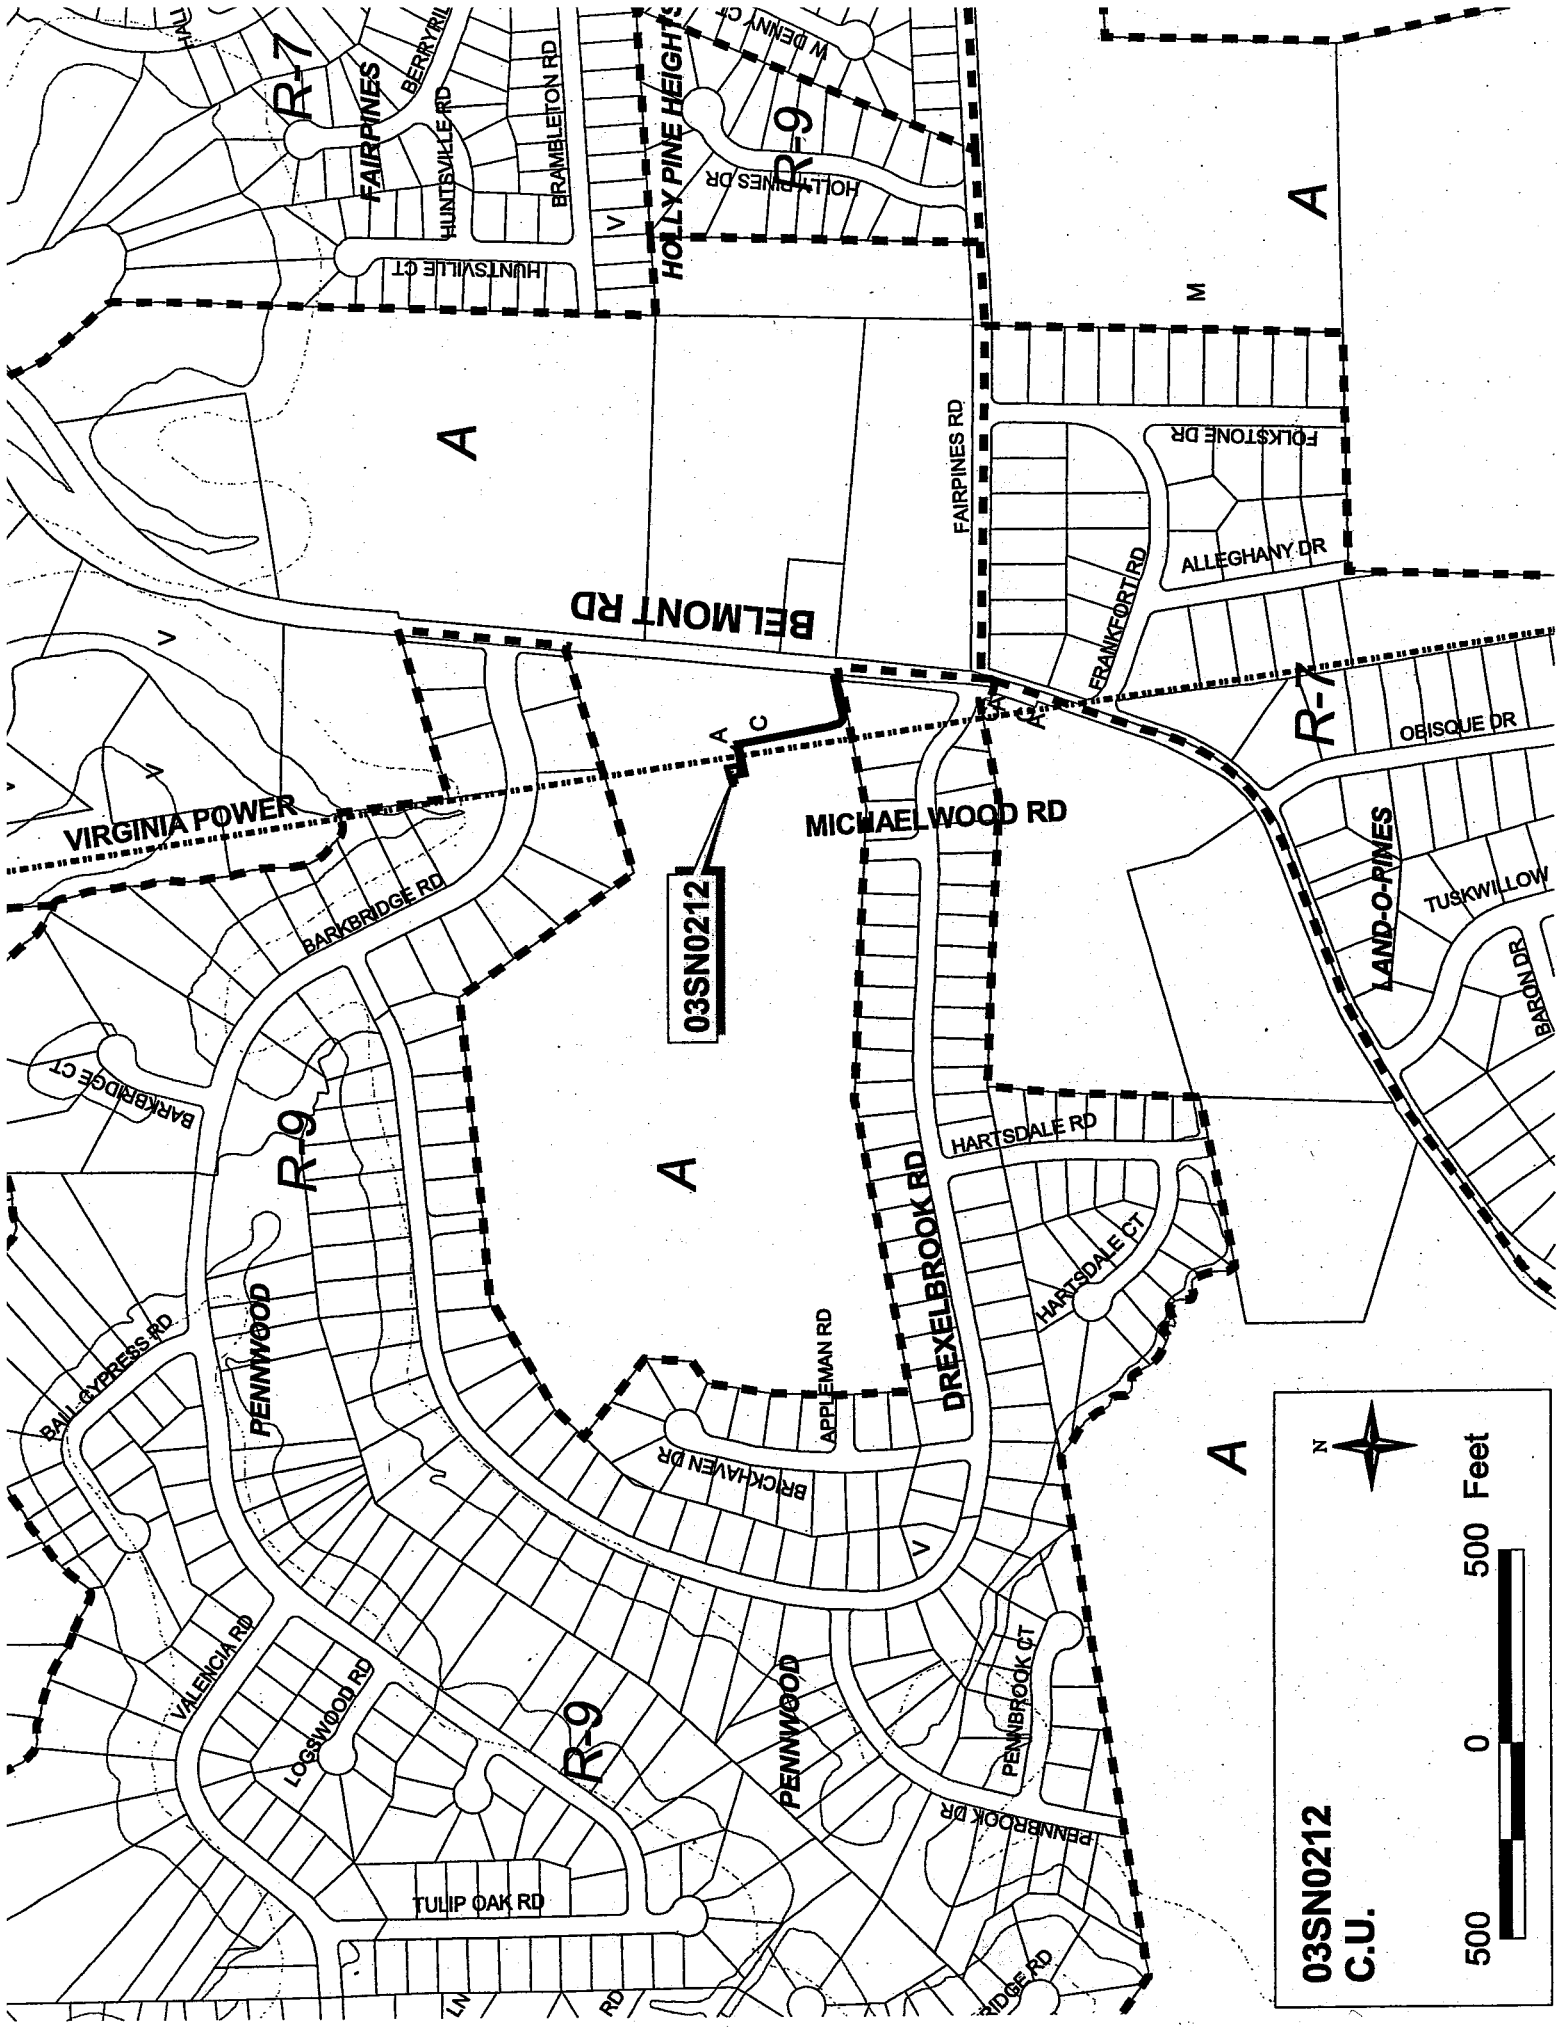 R-7
FAIRPINES
HUNTSVILLE RD
BRAMBLETON RD
HUNTSVILLE CT
V
HOLLY PINE HEIGHTS
W DENNY CT
R-9
HOLLY PINES DR
A
M
A
FAIRPINES RD
FOLKSTONE DR
FRANKFORT RD
ALLEGHANY DR
BELMONT RD
V
V
V
VIRGINIA POWER
A
C
A
C
A
R-7
OBISQUE DR
MICHAELWOOD RD
LAND-O-PINES
TUSKWILLOW
BARON DR
03SN0212
BARKBRIDGE RD
BARKBRIDGE CT
R-9
A
HARTSDALE RD
HARTSDALE CT
DREXELBROOK RD
PENNWOOD
BALL CYPRESS RD
APPLEMAN RD
BRICKHAVEN DR
V
A
VALENCIA RD
LOGSWOOD RD
R-9
PENNWOOD
PENNBROOK CT
PENNBROOK DR
TULIP OAK RD
LN
RD
RIDGE RD
03SN0212
C.U.
N
500 0 500 Feet